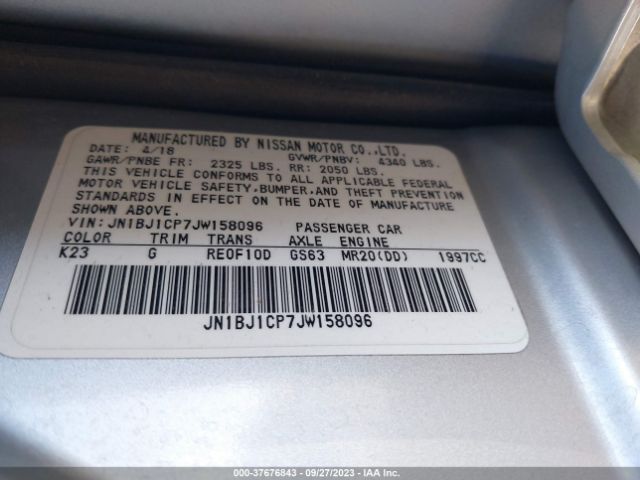 MANUFACTURED BY NISSAN MOTOR CO.,LTD.
DATE: 4/18 GVWR/PNBV: 4340 LBS.
GAWR/PNBE FR: 2325 LBS. RR: 2050 LBS.
THIS VEHICLE CONFORMS TO ALL APPLICABLE FEDERAL
MOTOR VEHICLE SAFETY,BUMPER,AND THEFT PREVENTION
STANDARDS IN EFFECT ON THE DATE OF MANUFACTURE
SHOWN ABOVE.
VIN: JN1BJ1CP7JW158096 PASSENGER CAR
COLOR TRIM TRANS AXLE ENGINE
K23 G RE0F10D GS63 MR20(DD) 1997CC
JN1BJ1CP7JW158096
000-37676843 | 09/27/2023 | IAA Inc.